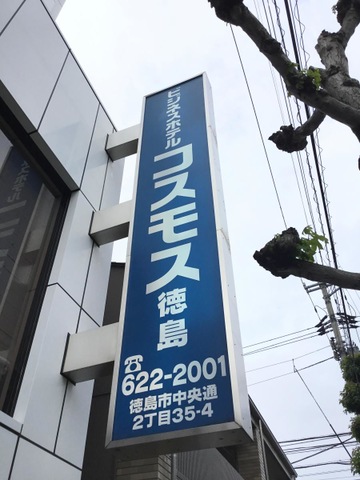 ビジネスホテル
コスモス徳島
☎622-2001
徳島市中央通
2丁目35-4